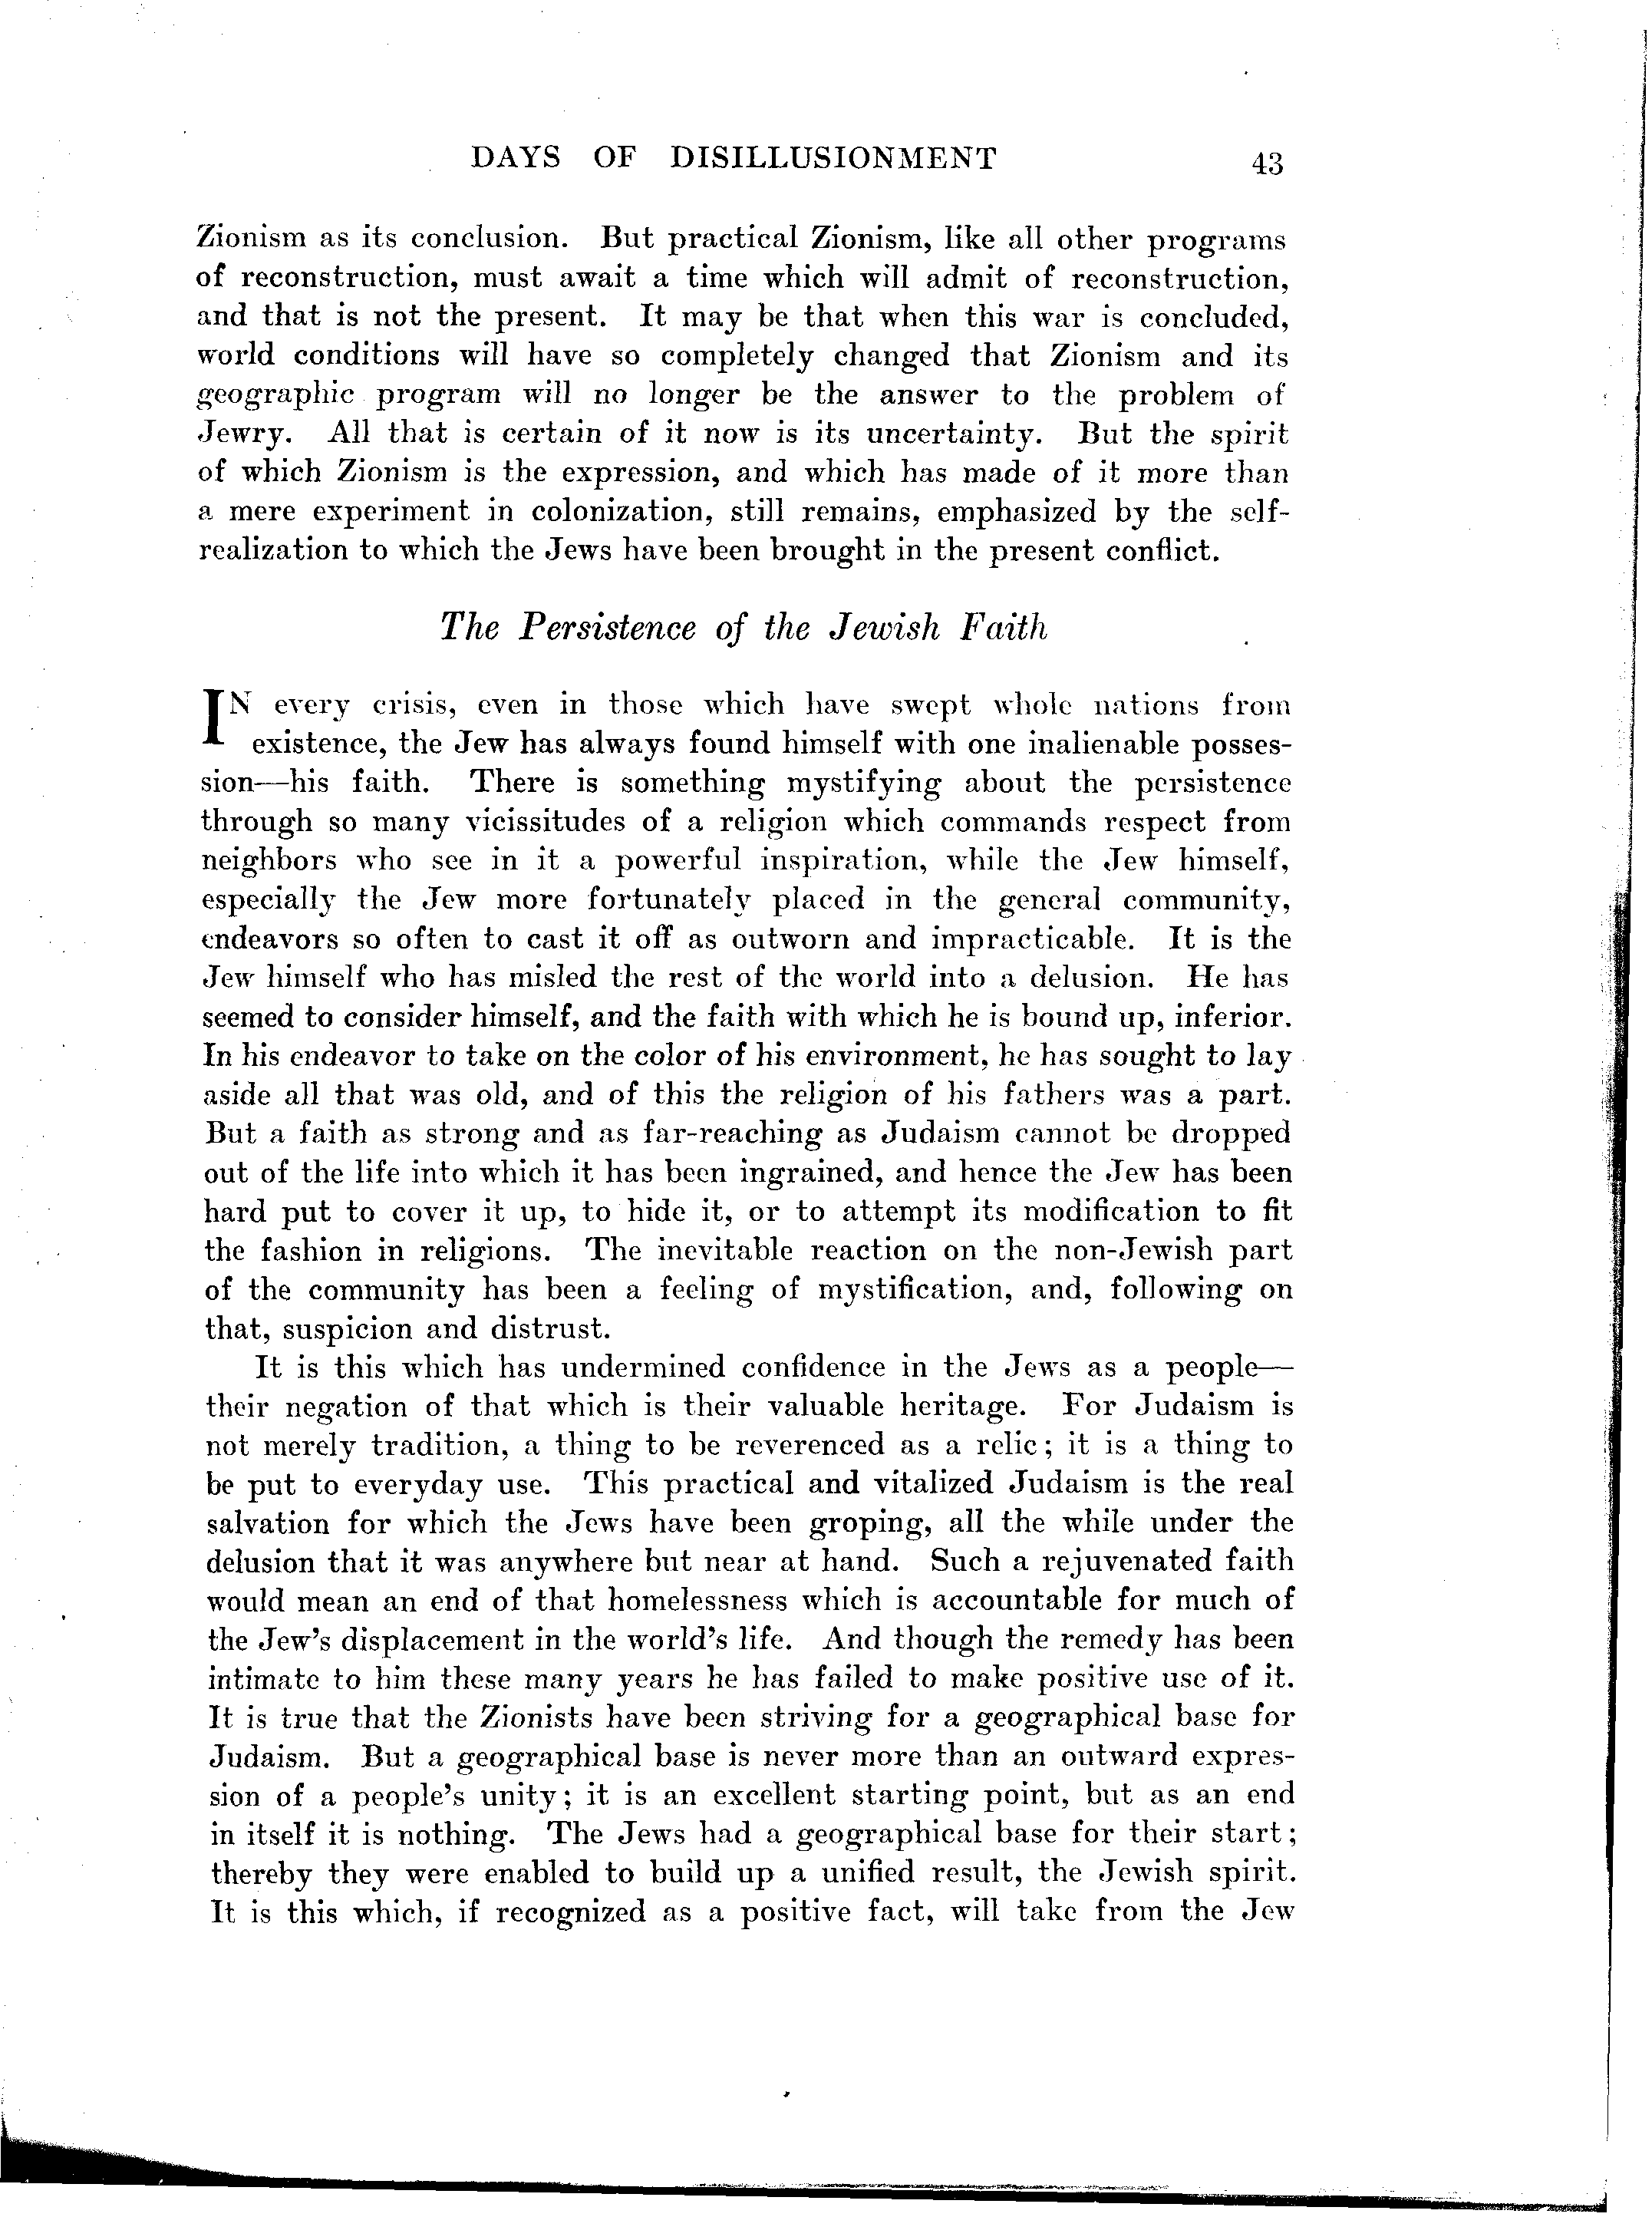 DAYS OF DISILLUSIONMENT 43
Zionism as its conclusion. But practical Zionism, like all other programs
of reconstruction, must await a time which will admit of reconstruction,
and that is not the present. It may be that when this war is concluded,
world conditions will have so completely changed that Zionism and its
geographic program will no longer be the answer to the problem of
Jewry. All that is certain of it now is its uncertainty. But the spirit
of which Zionism is the expression, and which has made of it more than
a mere experiment in colonization, still remains, emphasized by the self-
realization to which the Jews have been brought in the present conflict.
The Persistence of the Jewish Faith
IN every crisis, even in those which have swept whole nations from
existence, the Jew has always found himself with one inalienable posses-
sion—his faith. There is something mystifying about the persistence
through so many vicissitudes of a religion which commands respect from
neighbors who see in it a powerful inspiration, while the Jew himself,
especially the Jew more fortunately placed in the general community,
endeavors so often to cast it off as outworn and impracticable. It is the
Jew himself who has misled the rest of the world into a delusion. He has
seemed to consider himself, and the faith with which he is bound up, inferior.
In his endeavor to take on the color of his environment, he has sought to lay
aside all that was old, and of this the religion of his fathers was a part.
But a faith as strong and as far-reaching as Judaism cannot be dropped
out of the life into which it has been ingrained, and hence the Jew has been
hard put to cover it up, to hide it, or to attempt its modification to fit
the fashion in religions. The inevitable reaction on the non-Jewish part
of the community has been a feeling of mystification, and, following on
that, suspicion and distrust.
It is this which has undermined confidence in the Jews as a people—
their negation of that which is their valuable heritage. For Judaism is
not merely tradition, a thing to be reverenced as a relic; it is a thing to
be put to everyday use. This practical and vitalized Judaism is the real
salvation for which the Jews have been groping, all the while under the
delusion that it was anywhere but near at hand. Such a rejuvenated faith
would mean an end of that homelessness which is accountable for much of
the Jew's displacement in the world's life. And though the remedy has been
intimate to him these many years he has failed to make positive use of it.
It is true that the Zionists have been striving for a geographical base for
Judaism. But a geographical base is never more than an outward expres-
sion of a people's unity; it is an excellent starting point, but as an end
in itself it is nothing. The Jews had a geographical base for their start;
thereby they were enabled to build up a unified result, the Jewish spirit.
It is this which, if recognized as a positive fact, will take from the Jew